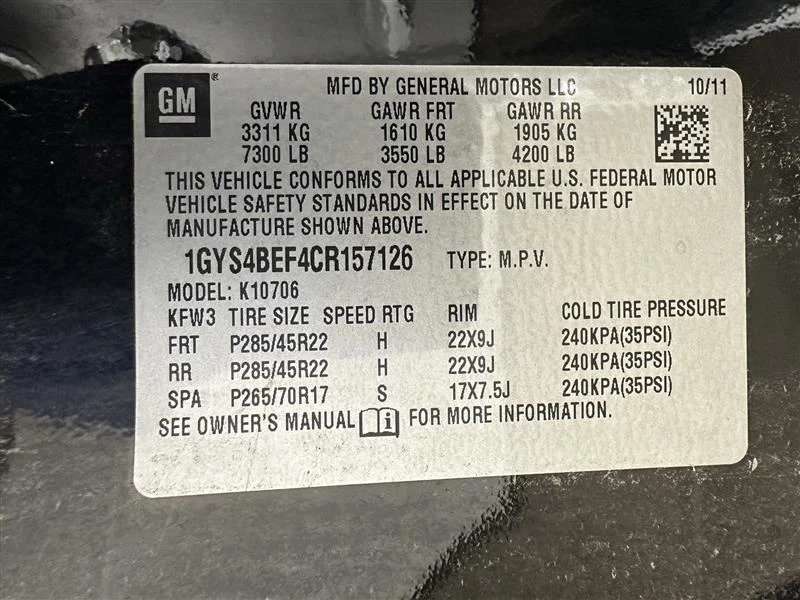 GM ® MFD BY GENERAL MOTORS LLC 10/11
GVWR GAWR FRT GAWR RR
3311 KG 1610 KG 1905 KG
7300 LB 3550 LB 4200 LB
THIS VEHICLE CONFORMS TO ALL APPLICABLE U.S. FEDERAL MOTOR
VEHICLE SAFETY STANDARDS IN EFFECT ON THE DATE OF
MANUFACTURE SHOWN ABOVE.
1GYS4BEF4CR157126 TYPE: M.P.V.
MODEL: K10706
KFW3 TIRE SIZE SPEED RTG RIM COLD TIRE PRESSURE
FRT P285/45R22 H 22X9J 240KPA(35PSI)
RR P285/45R22 H 22X9J 240KPA(35PSI)
SPA P265/70R17 S 17X7.5J 240KPA(35PSI)
SEE OWNER'S MANUAL i FOR MORE INFORMATION.